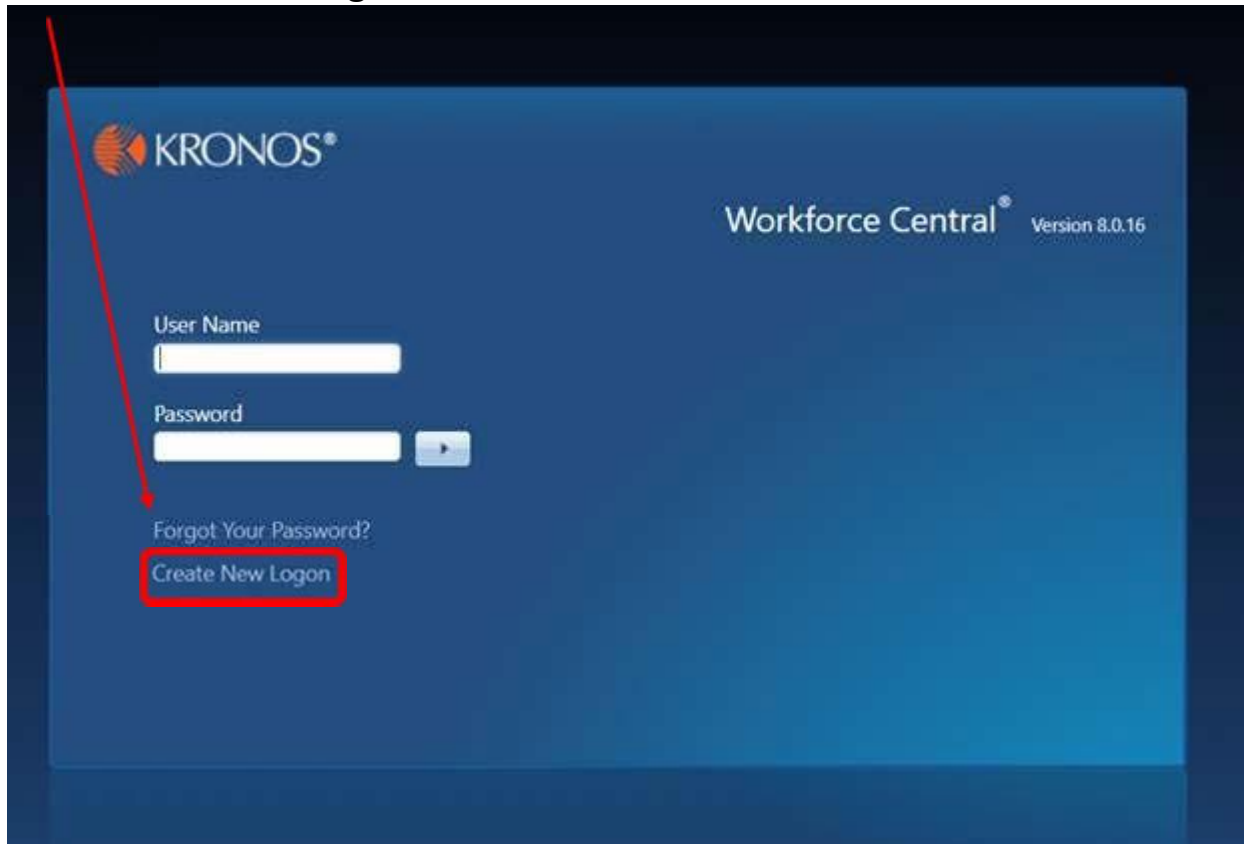 KRONOS®
Workforce Central® Version 8.0.16
User Name
Password
Forgot Your Password?
Create New Logon